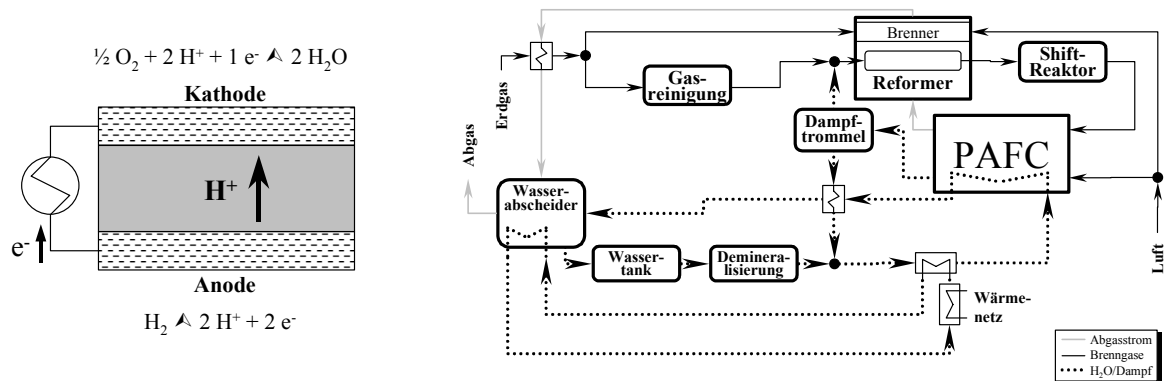 ½ O₂ + 2 H⁺ + 1 e⁻ ⮝ 2 H₂O
Kathode
H⁺
e⁻
Anode
H₂ ⮝ 2 H⁺ + 2 e⁻
Brenner
Reformer
Shift-
Reaktor
Gas-
reinigung
Erdgas
Abgas
Dampf-
trommel
PAFC
Wasser-
abscheider
Wasser-
tank
Deminera-
lisierung
Luft
Wärme-
netz
Abgasstrom
Brenngase
H₂O/Dampf